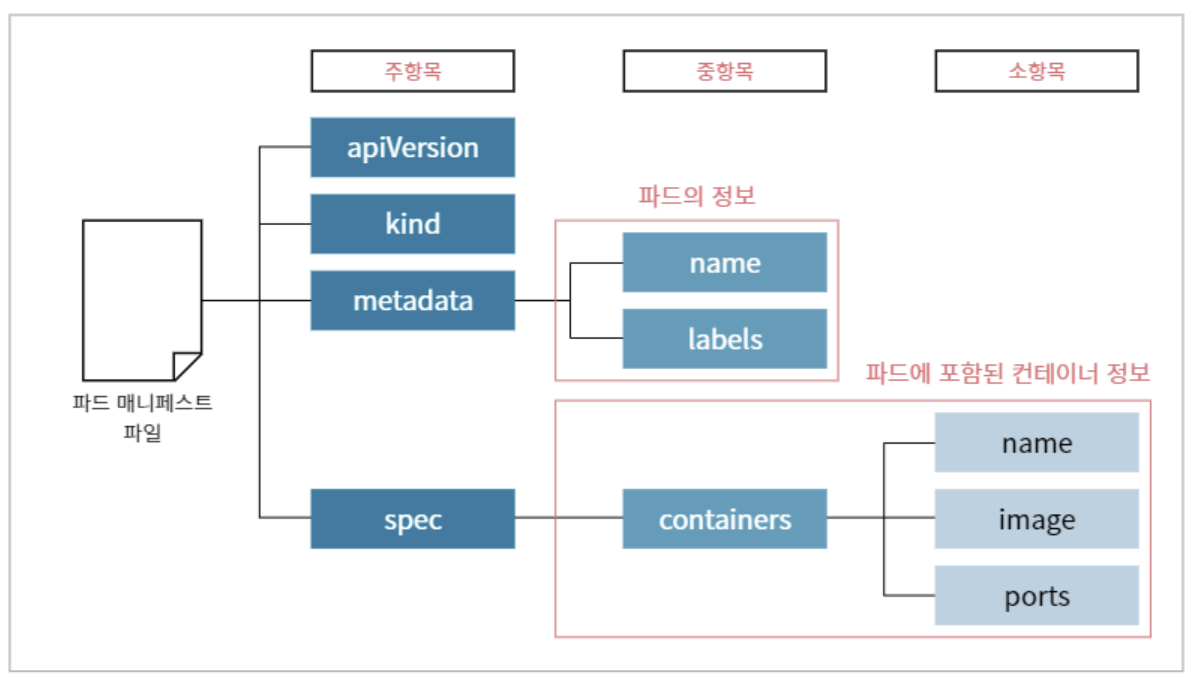 주항목
중항목
소항목
apiVersion
kind
metadata
파드의 정보
name
labels
파드 매니페스트
파일
파드에 포함된 컨테이너 정보
spec
containers
name
image
ports